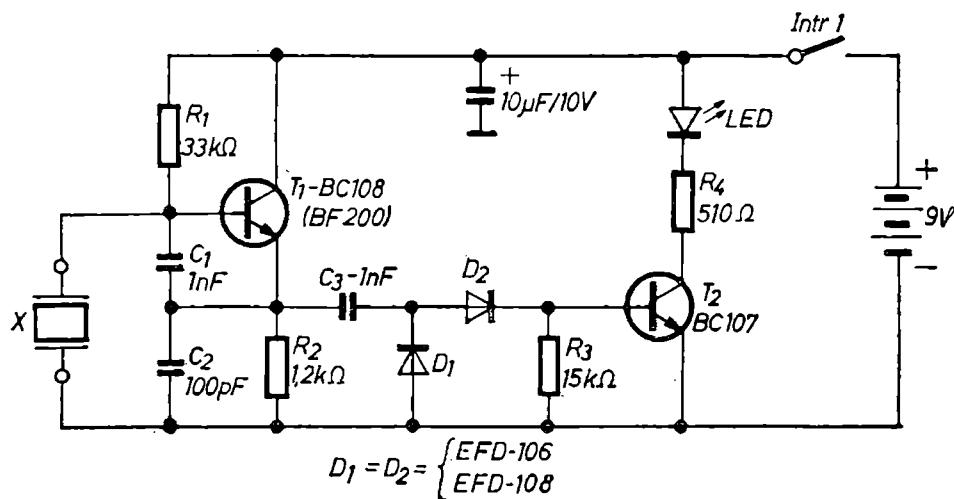 Intr 1
+
10µF/10V
LED
R1
33kΩ
T1-BC108
(BF200)
R4
510Ω
+
9V
-
C1
1nF
C3-1nF
D2
T2
BC107
X
C2
100pF
R2
1,2kΩ
D1
R3
15kΩ
D1 = D2 = { EFD-106
EFD-108